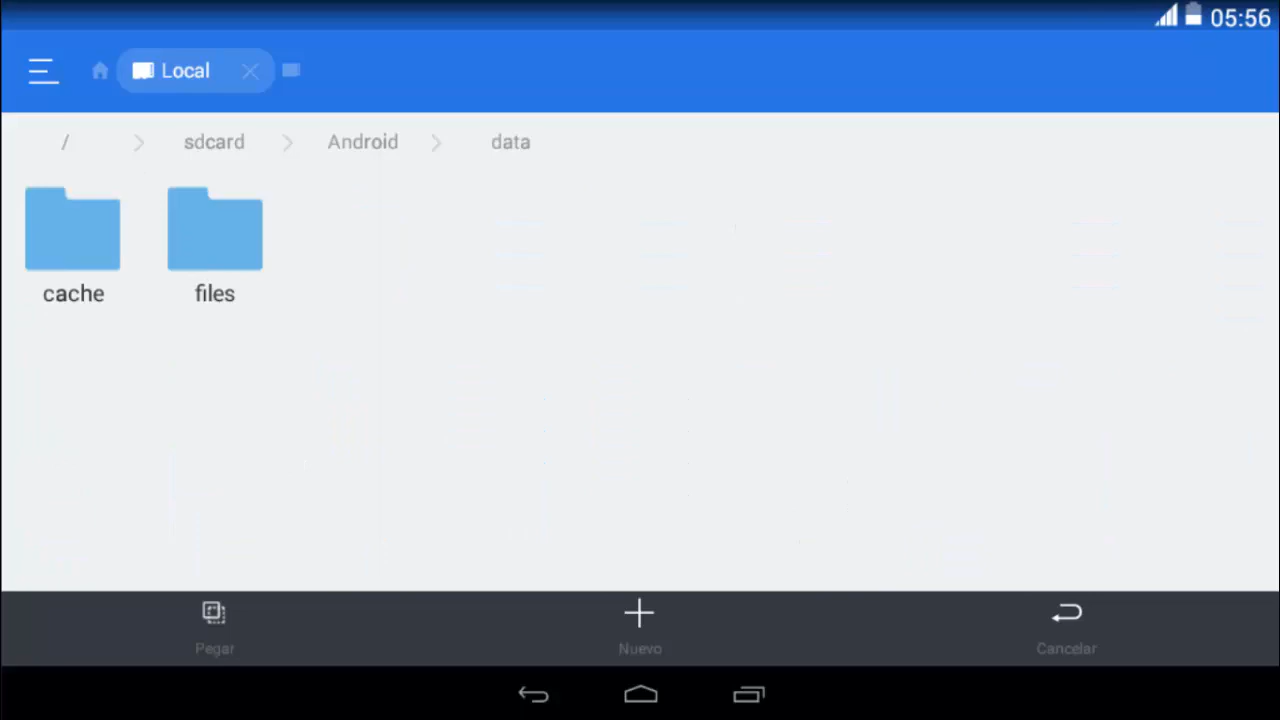 05:56
Local
/ sdcard Android data
cache files
Pegar Nuevo Cancelar